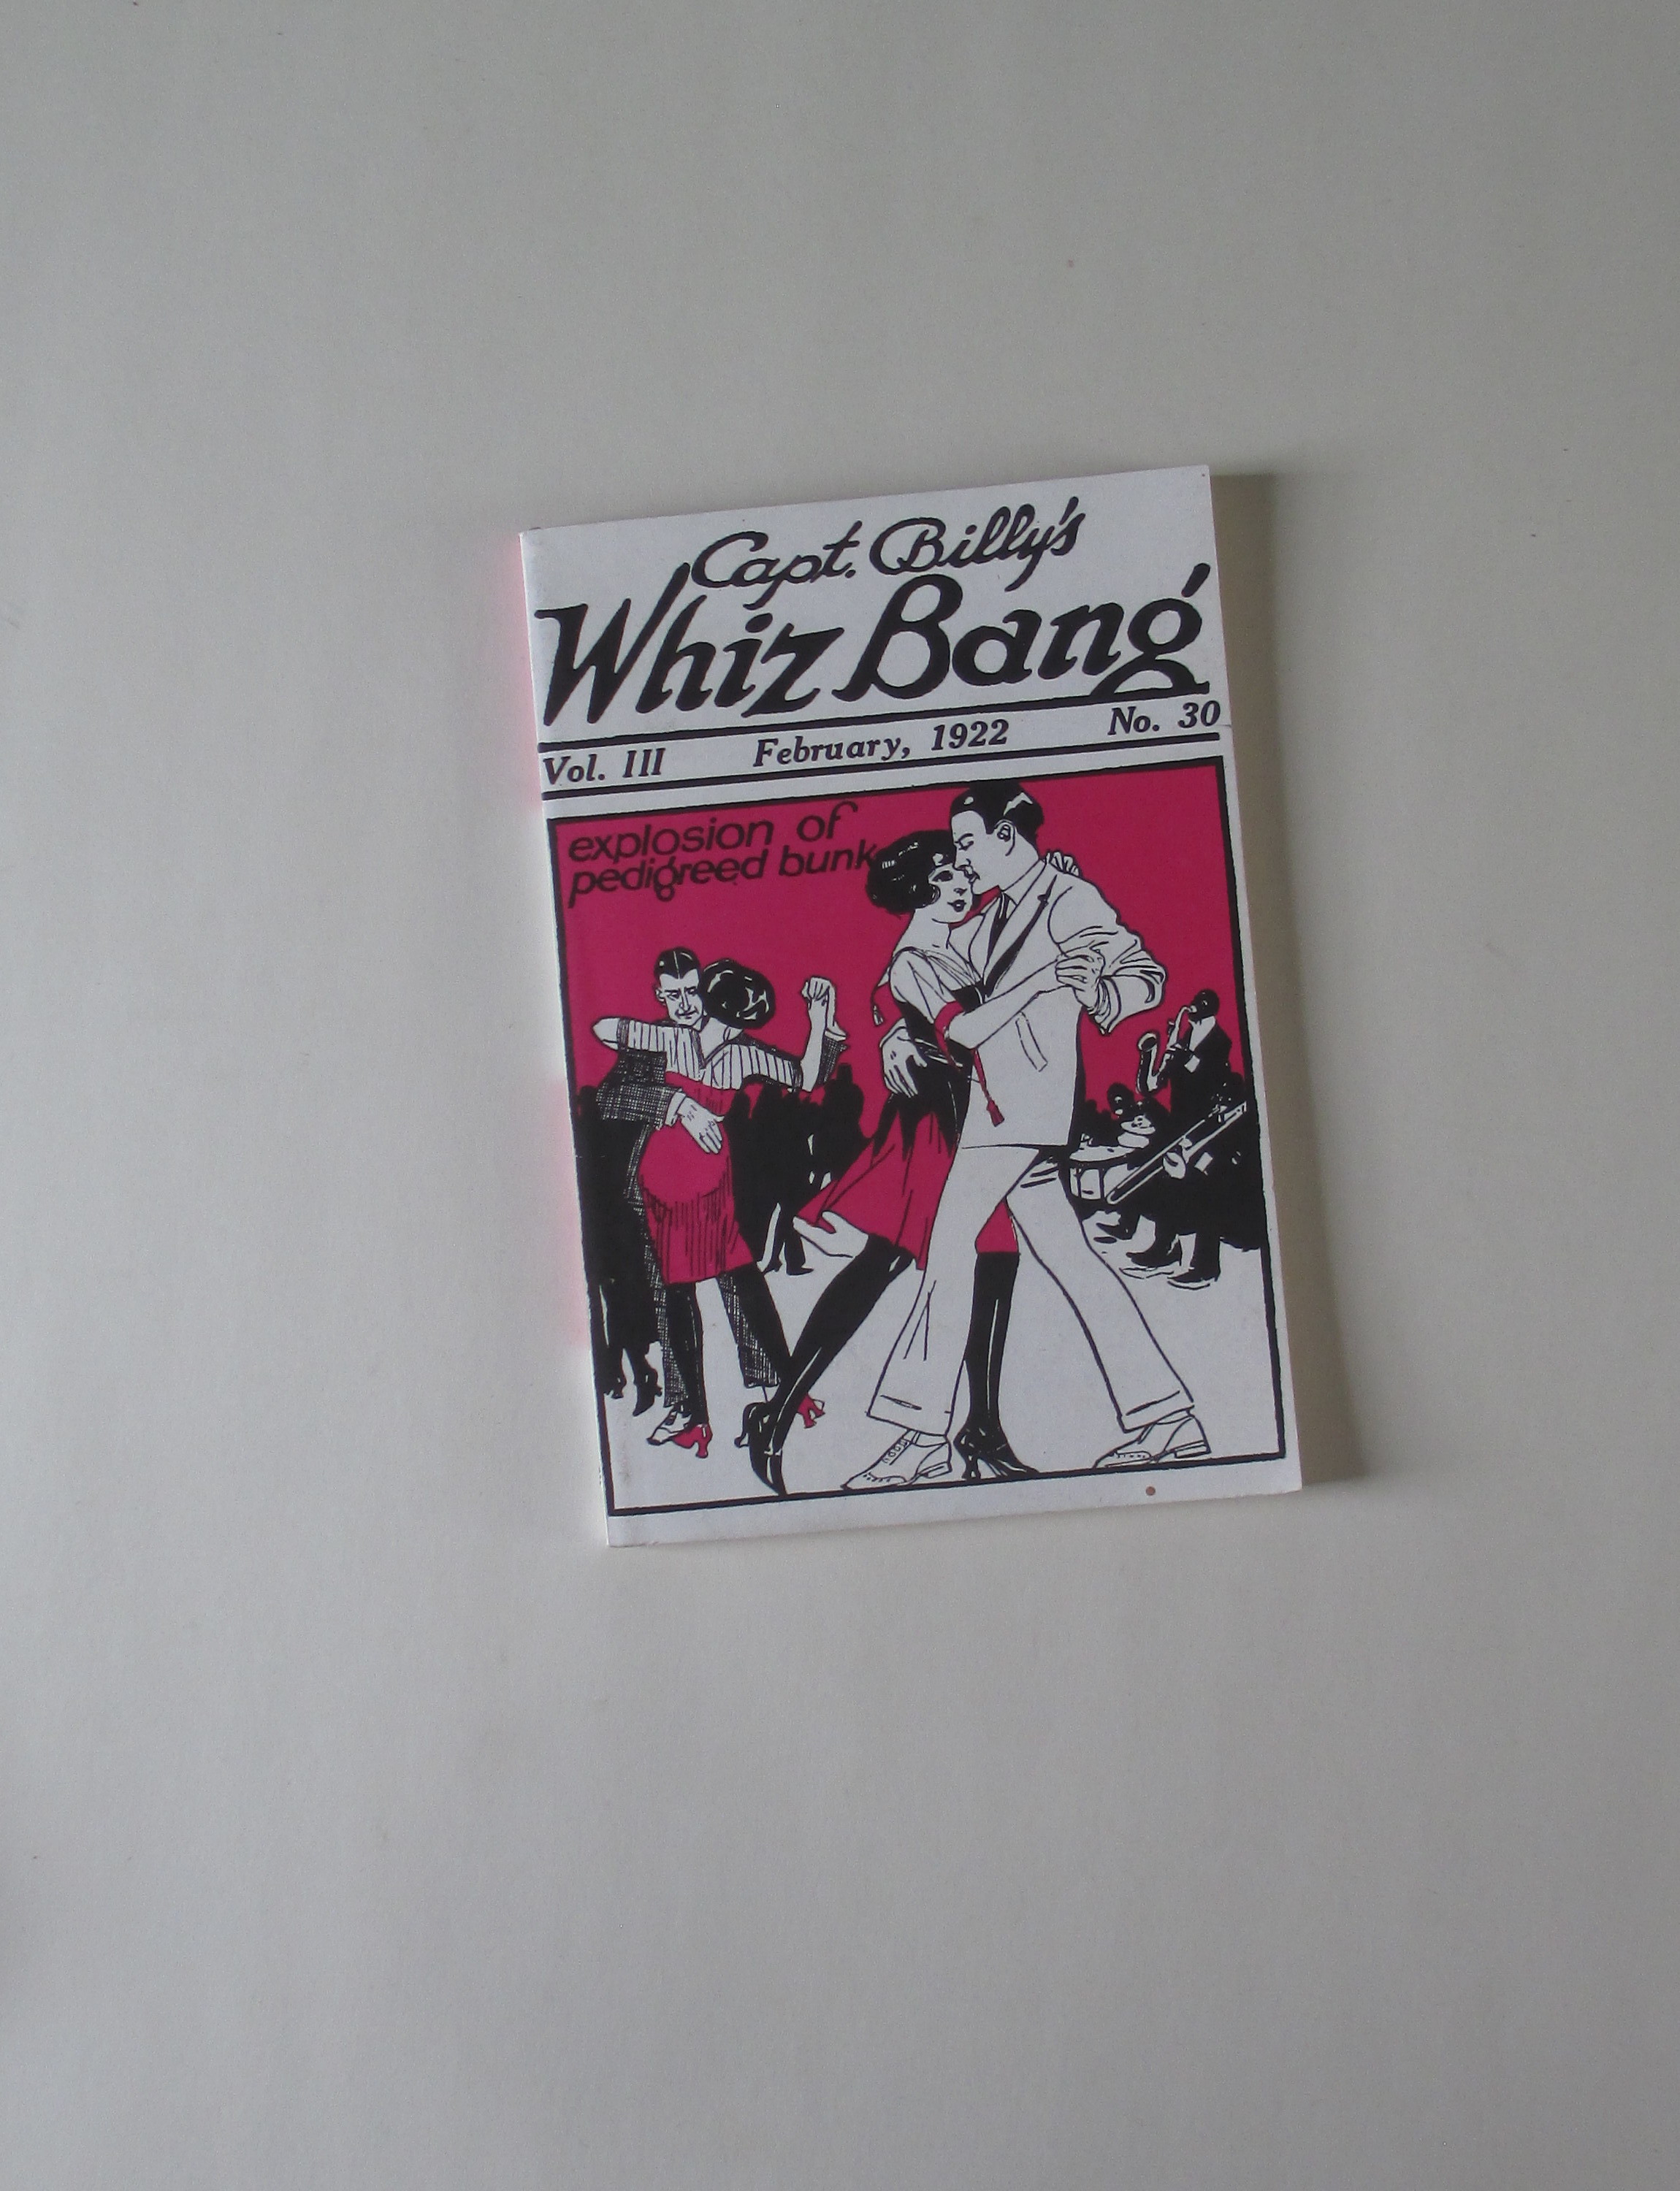 Capt. Billy's
Whiz Bang
Vol. III February, 1922 No. 30
explosion of
pedigreed bunk